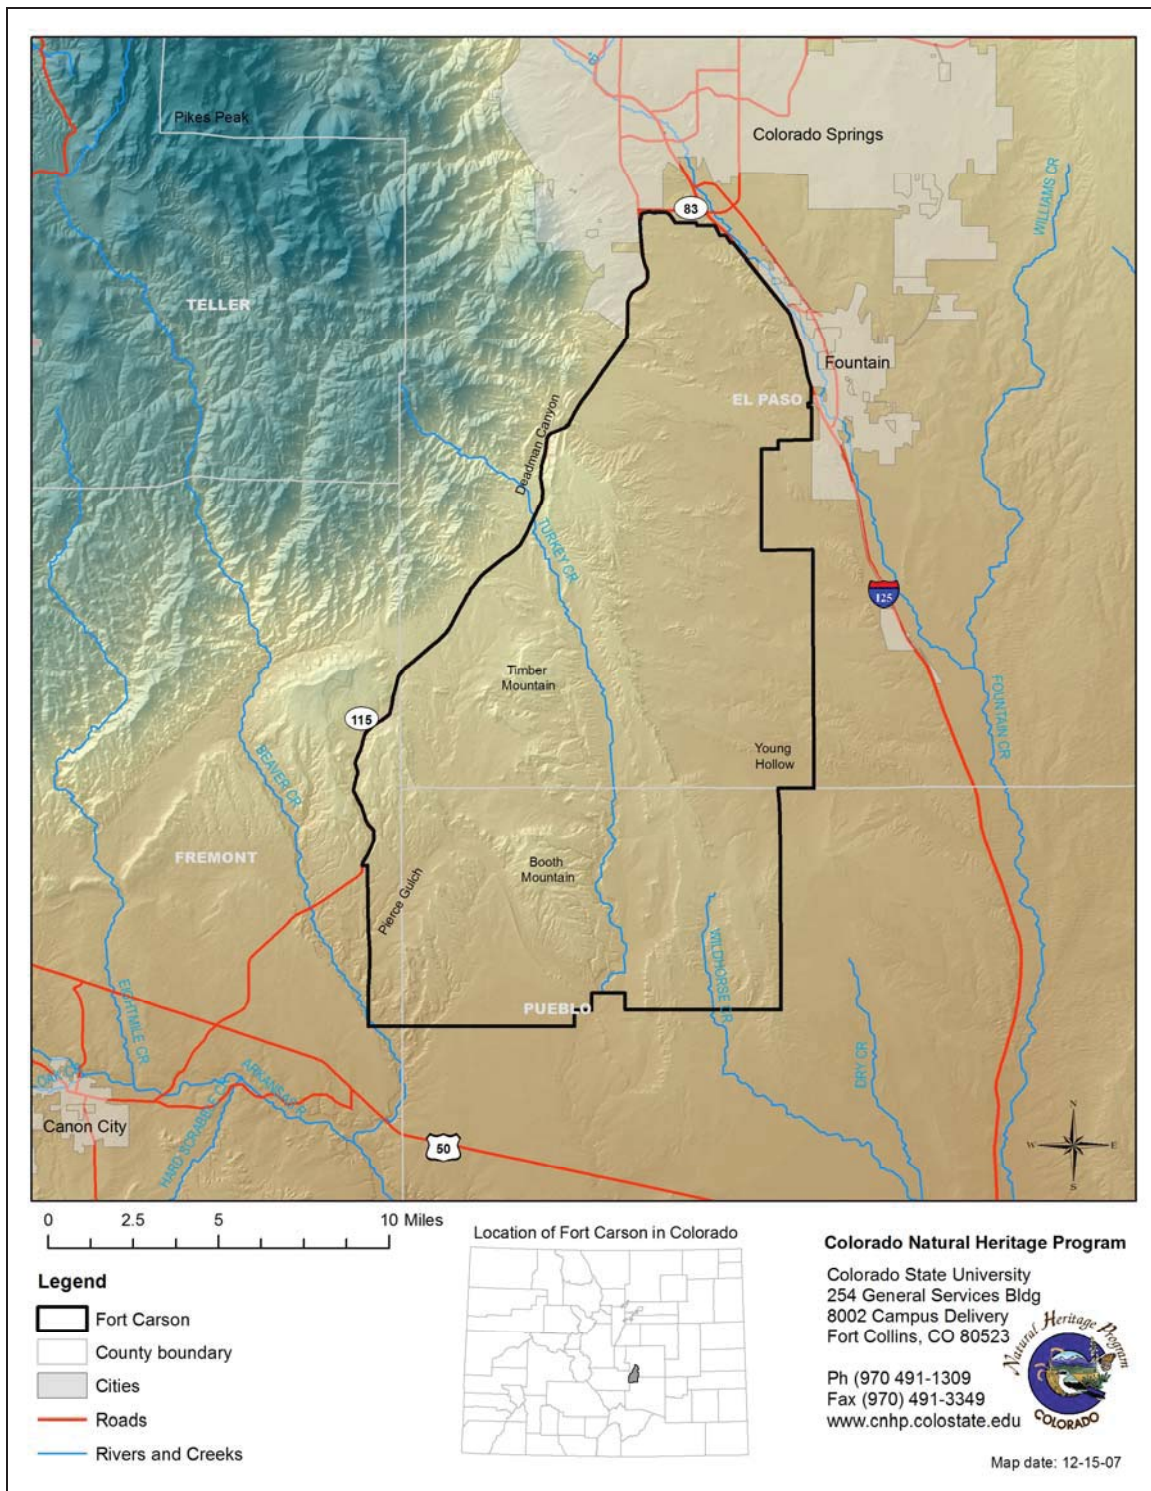 Pikes Peak
Colorado Springs
83
WILLIAMS CR
TELLER
Fountain
EL PASO
Deadman Canyon
TURKEY CR
125
Timber
Mountain
115
FOUNTAIN CR
Young
Hollow
BEAVER CR
FREMONT
Booth
Mountain
Pierce Gulch
WILDHORSE CR
PUEBLO
EIGHTMILE CR
DRY CR
OAK CR
ARKANSAS R
HARD SCRABBLE CR
Canon City
50
N
W E
S
0 2.5 5 10 Miles
Legend
Fort Carson
County boundary
Cities
Roads
Rivers and Creeks
Location of Fort Carson in Colorado
Colorado Natural Heritage Program
Colorado State University
254 General Services Bldg
8002 Campus Delivery
Fort Collins, CO 80523
Ph (970 491-1309
Fax (970) 491-3349
www.cnhp.colostate.edu
Natural Heritage Program
COLORADO
Map date: 12-15-07